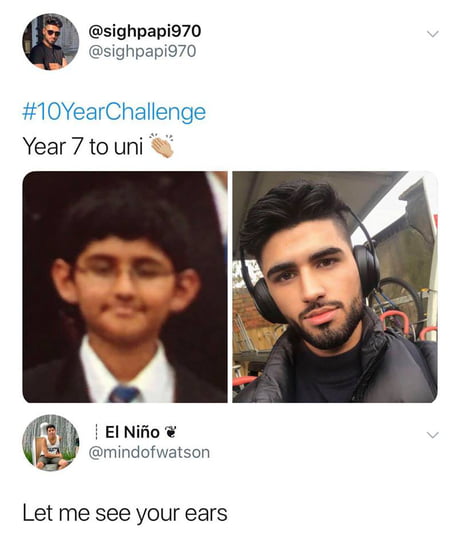 @sighpapi970
@sighpapi970
#10YearChallenge
Year 7 to uni 👏🏼
┊El Niño ❦
@mindofwatson
Let me see your ears